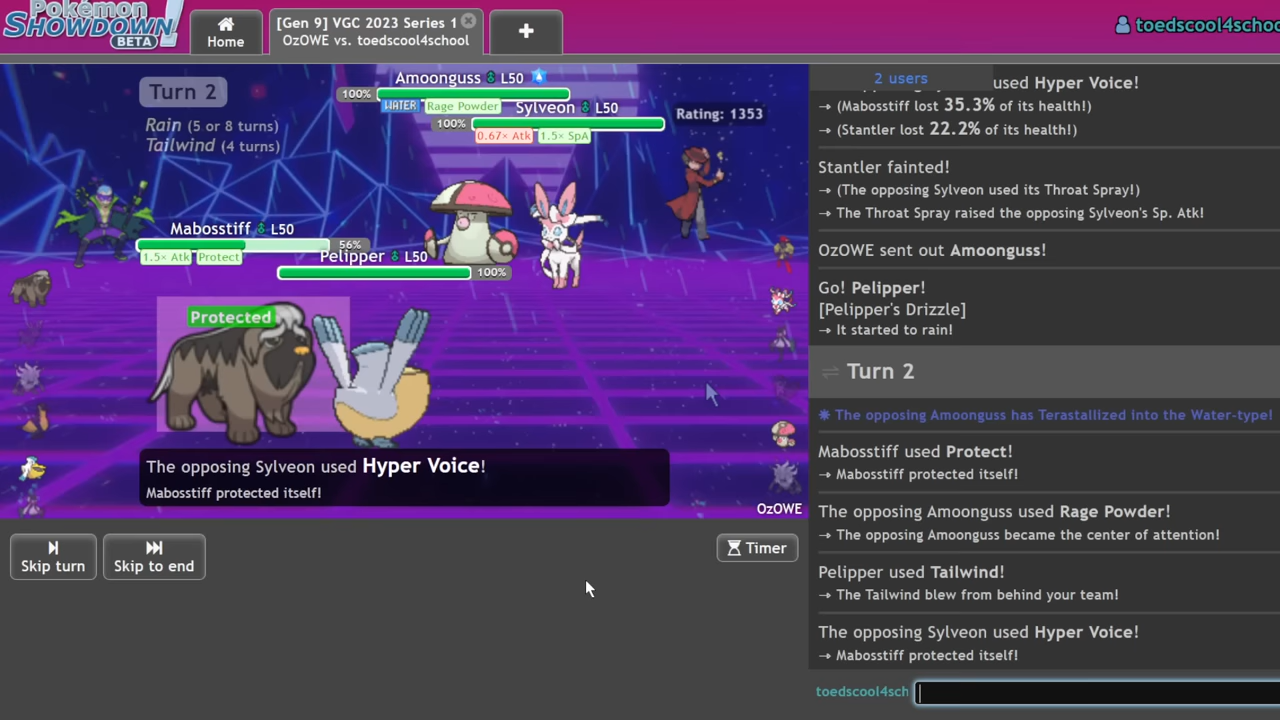 Pokémon
SHOWDOWN!
BETA
Home
[Gen 9] VGC 2023 Series 1
OzOWE vs. toedscool4school
+
toedscool4schoo
Turn 2
Rain (5 or 8 turns)
Tailwind (4 turns)
Amoonguss L50
100%
WATER Rage Powder
Sylveon L50
100%
0.67× Atk 1.5× SpA
Rating: 1353
Mabosstiff L50
56%
1.5× Atk Protect
Pelipper L50
100%
Protected
The opposing Sylveon used Hyper Voice!
Mabosstiff protected itself!
OzOWE
Skip turn
Skip to end
Timer
2 users
used Hyper Voice!
→ (Mabosstiff lost 35.3% of its health!)
→ (Stantler lost 22.2% of its health!)
Stantler fainted!
→ (The opposing Sylveon used its Throat Spray!)
→ The Throat Spray raised the opposing Sylveon's Sp. Atk!
OzOWE sent out Amoonguss!
Go! Pelipper!
[Pelipper's Drizzle]
→ It started to rain!
Turn 2
The opposing Amoonguss has Terastallized into the Water-type!
Mabosstiff used Protect!
→ Mabosstiff protected itself!
The opposing Amoonguss used Rage Powder!
→ The opposing Amoonguss became the center of attention!
Pelipper used Tailwind!
→ The Tailwind blew from behind your team!
The opposing Sylveon used Hyper Voice!
→ Mabosstiff protected itself!
toedscool4sch